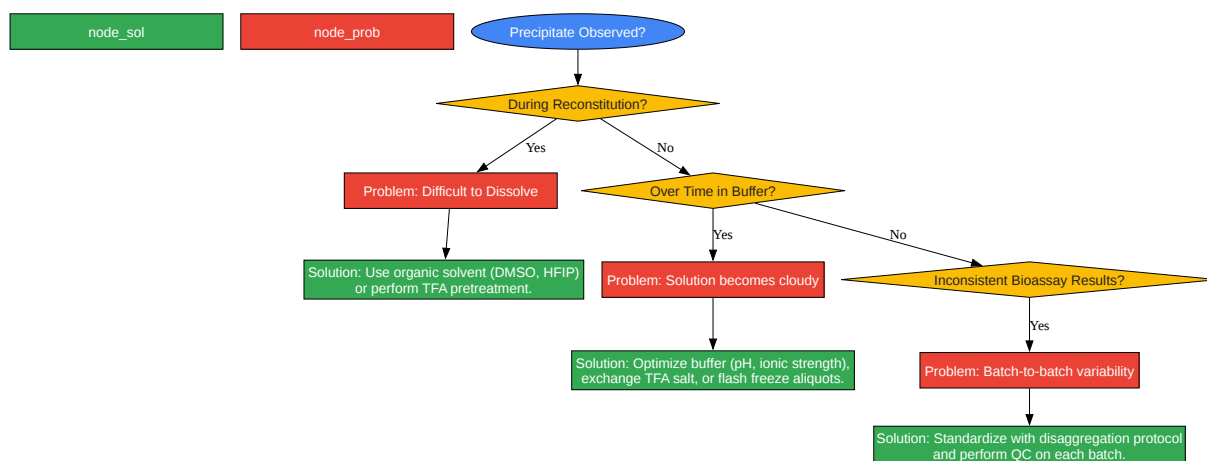 node_sol
node_prob
Precipitate Observed?
During Reconstitution?
Yes
No
Problem: Difficult to Dissolve
Over Time in Buffer?
Yes
No
Solution: Use organic solvent (DMSO, HFIP)
or perform TFA pretreatment.
Problem: Solution becomes cloudy
Inconsistent Bioassay Results?
Yes
Solution: Optimize buffer (pH, ionic strength),
exchange TFA salt, or flash freeze aliquots.
Problem: Batch-to-batch variability
Solution: Standardize with disaggregation protocol
and perform QC on each batch.